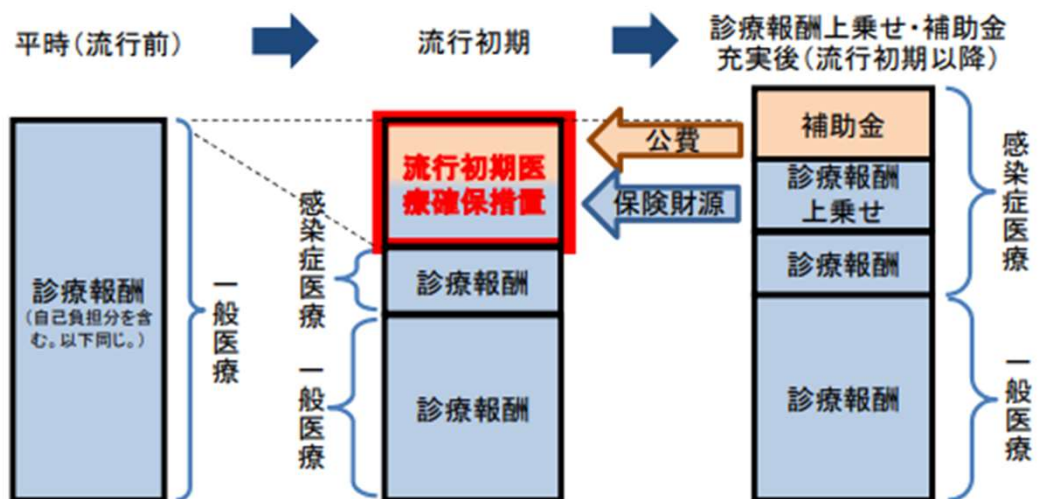 平時(流行前)
流行初期
診療報酬上乗せ・補助金
充実後(流行初期以降)
診療報酬
(自己負担分を含
む。以下同じ。)
一般医療
流行初期医
療確保措置
感染症医療
診療報酬
一般医療
診療報酬
公費
保険財源
補助金
診療報酬
上乗せ
診療報酬
感染症医療
診療報酬
一般医療